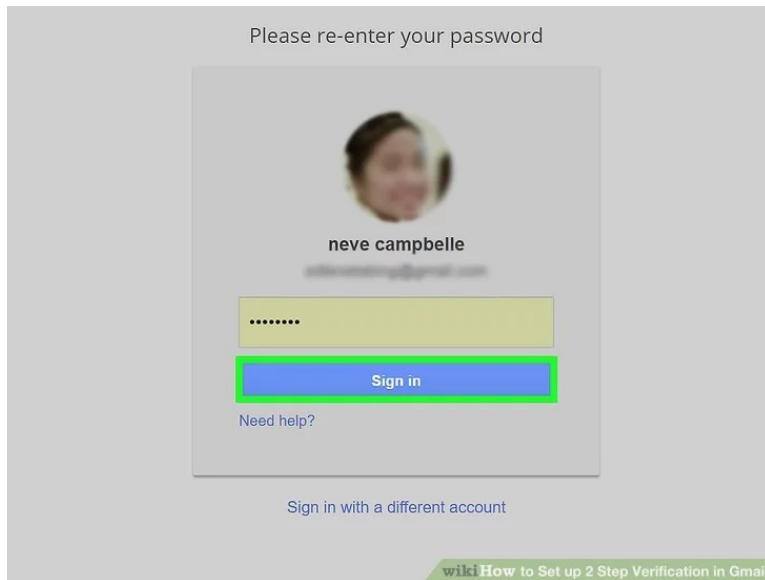 Please re-enter your password
neve campbelle
••••••••
Sign in
Need help?
Sign in with a different account
wikiHow to Set up 2 Step Verification in Gmai